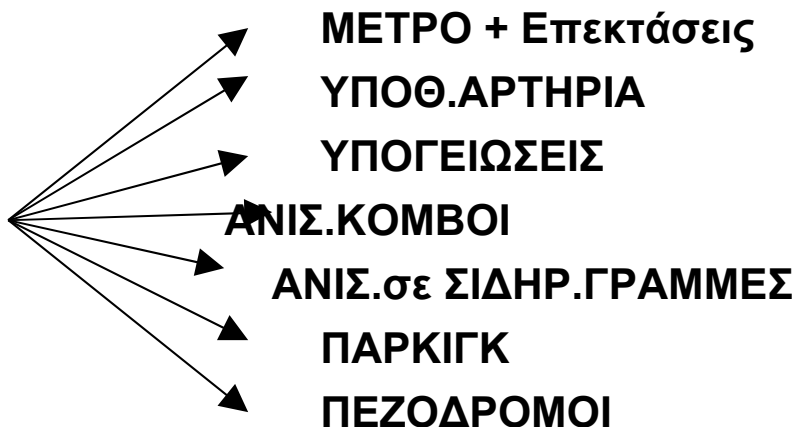 ΜΕΤΡΟ + Επεκτάσεις
ΥΠΟΘ.ΑΡΤΗΡΙΑ
ΥΠΟΓΕΙΩΣΕΙΣ
ΑΝΙΣ.ΚΟΜΒΟΙ
ΑΝΙΣ.σε ΣΙΔΗΡ.ΓΡΑΜΜΕΣ
ΠΑΡΚΙΓΚ
ΠΕΖΟΔΡΟΜΟΙ